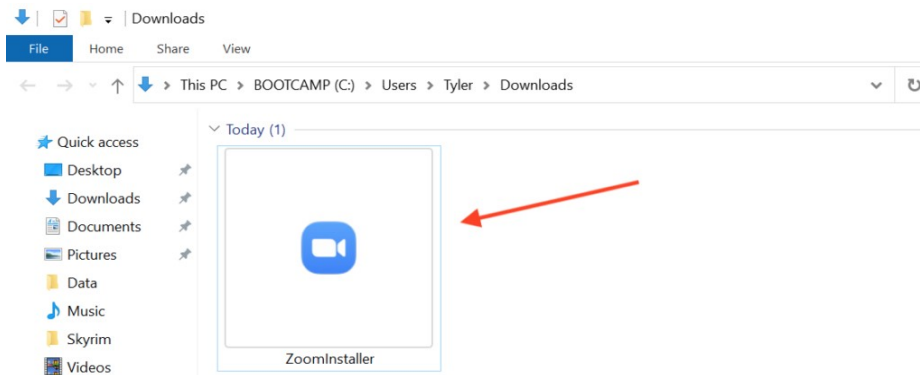 Downloads
File Home Share View
This PC > BOOTCAMP (C:) > Users > Tyler > Downloads
Today (1)
Quick access
Desktop
Downloads
Documents
Pictures
Data
Music
Skyrim
Videos
ZoomInstaller